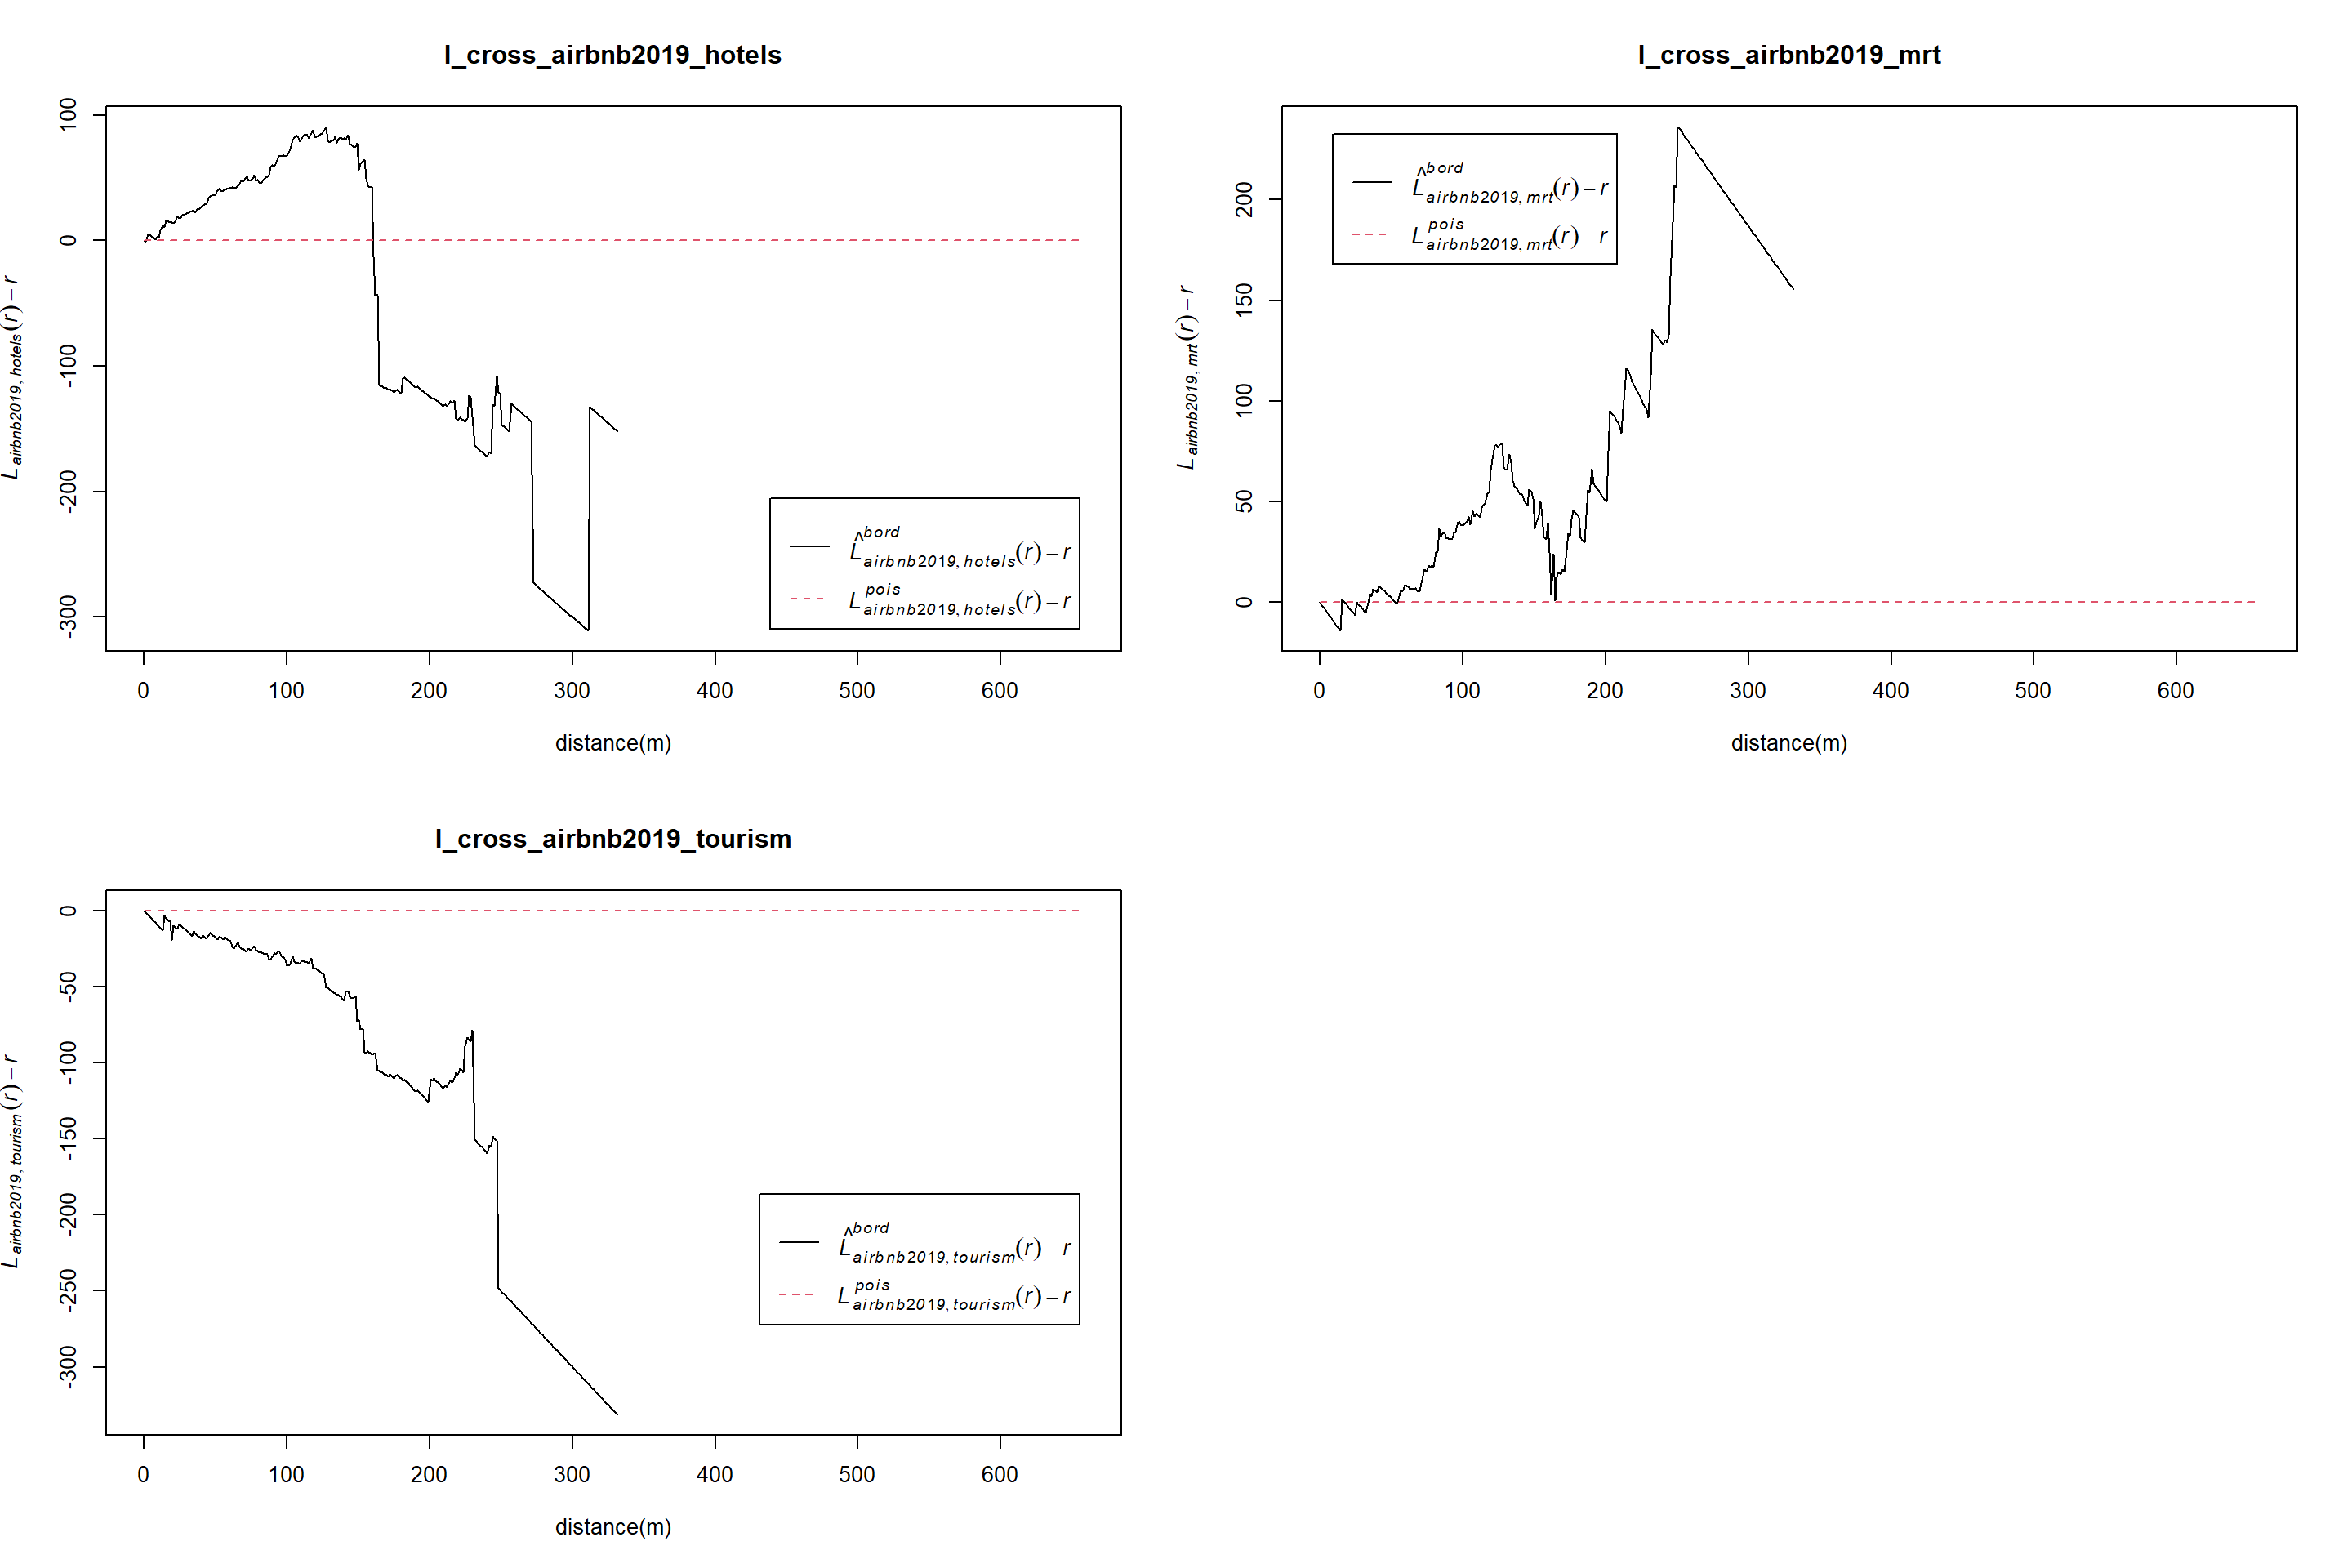 l_cross_airbnb2019_hotels
100
0
-100
-200
-300
L airbnb2019, hotels (r) − r
L̂ bord airbnb2019, hotels (r) − r
L pois airbnb2019, hotels (r) − r
0 100 200 300 400 500 600
distance(m)
l_cross_airbnb2019_mrt
200
150
100
50
0
L airbnb2019, mrt (r) − r
L̂ bord airbnb2019, mrt (r) − r
L pois airbnb2019, mrt (r) − r
0 100 200 300 400 500 600
distance(m)
l_cross_airbnb2019_tourism
0
-50
-100
-150
-200
-250
-300
L airbnb2019, tourism (r) − r
L̂ bord airbnb2019, tourism (r) − r
L pois airbnb2019, tourism (r) − r
0 100 200 300 400 500 600
distance(m)